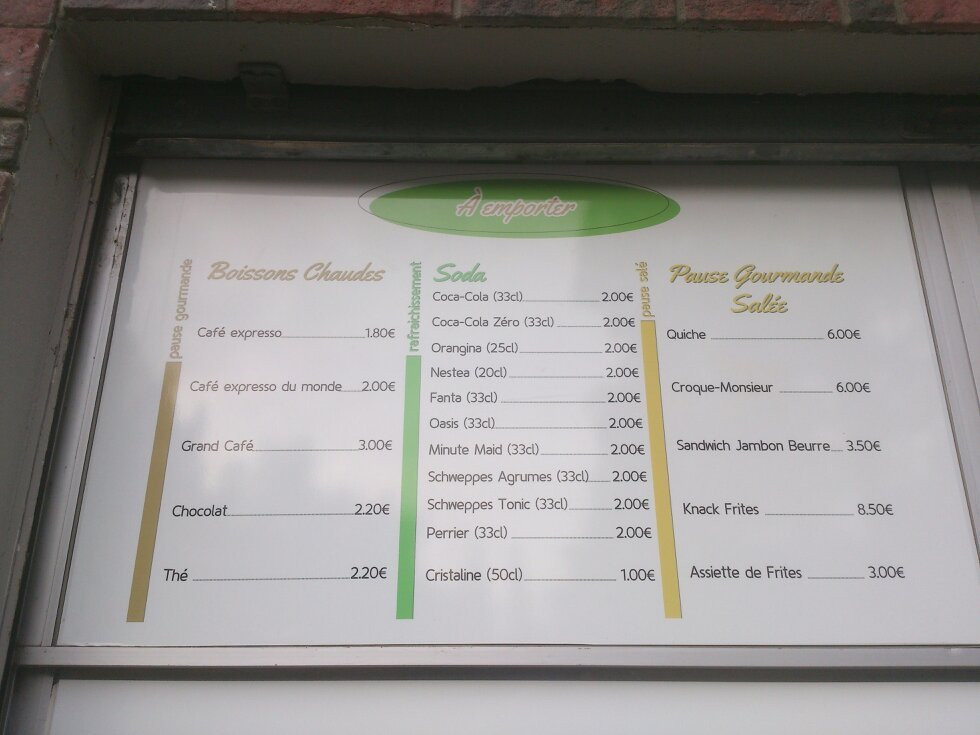 À emporter
pause gourmande
Boissons Chaudes
Café expresso 1.80€
Café expresso du monde 2.00€
Grand Café 3.00€
Chocolat 2.20€
Thé 2.20€
rafraichissement
Soda
Coca-Cola (33cl) 2.00€
Coca-Cola Zéro (33cl) 2.00€
Orangina (25cl) 2.00€
Nestea (20cl) 2.00€
Fanta (33cl) 2.00€
Oasis (33cl) 2.00€
Minute Maid (33cl) 2.00€
Schweppes Agrumes (33cl) 2.00€
Schweppes Tonic (33cl) 2.00€
Perrier (33cl) 2.00€
Cristaline (50cl) 1.00€
pause salé
Pause Gourmande
Salée
Quiche 6.00€
Croque-Monsieur 6.00€
Sandwich Jambon Beurre 3.50€
Knack Frites 8.50€
Assiette de Frites 3.00€